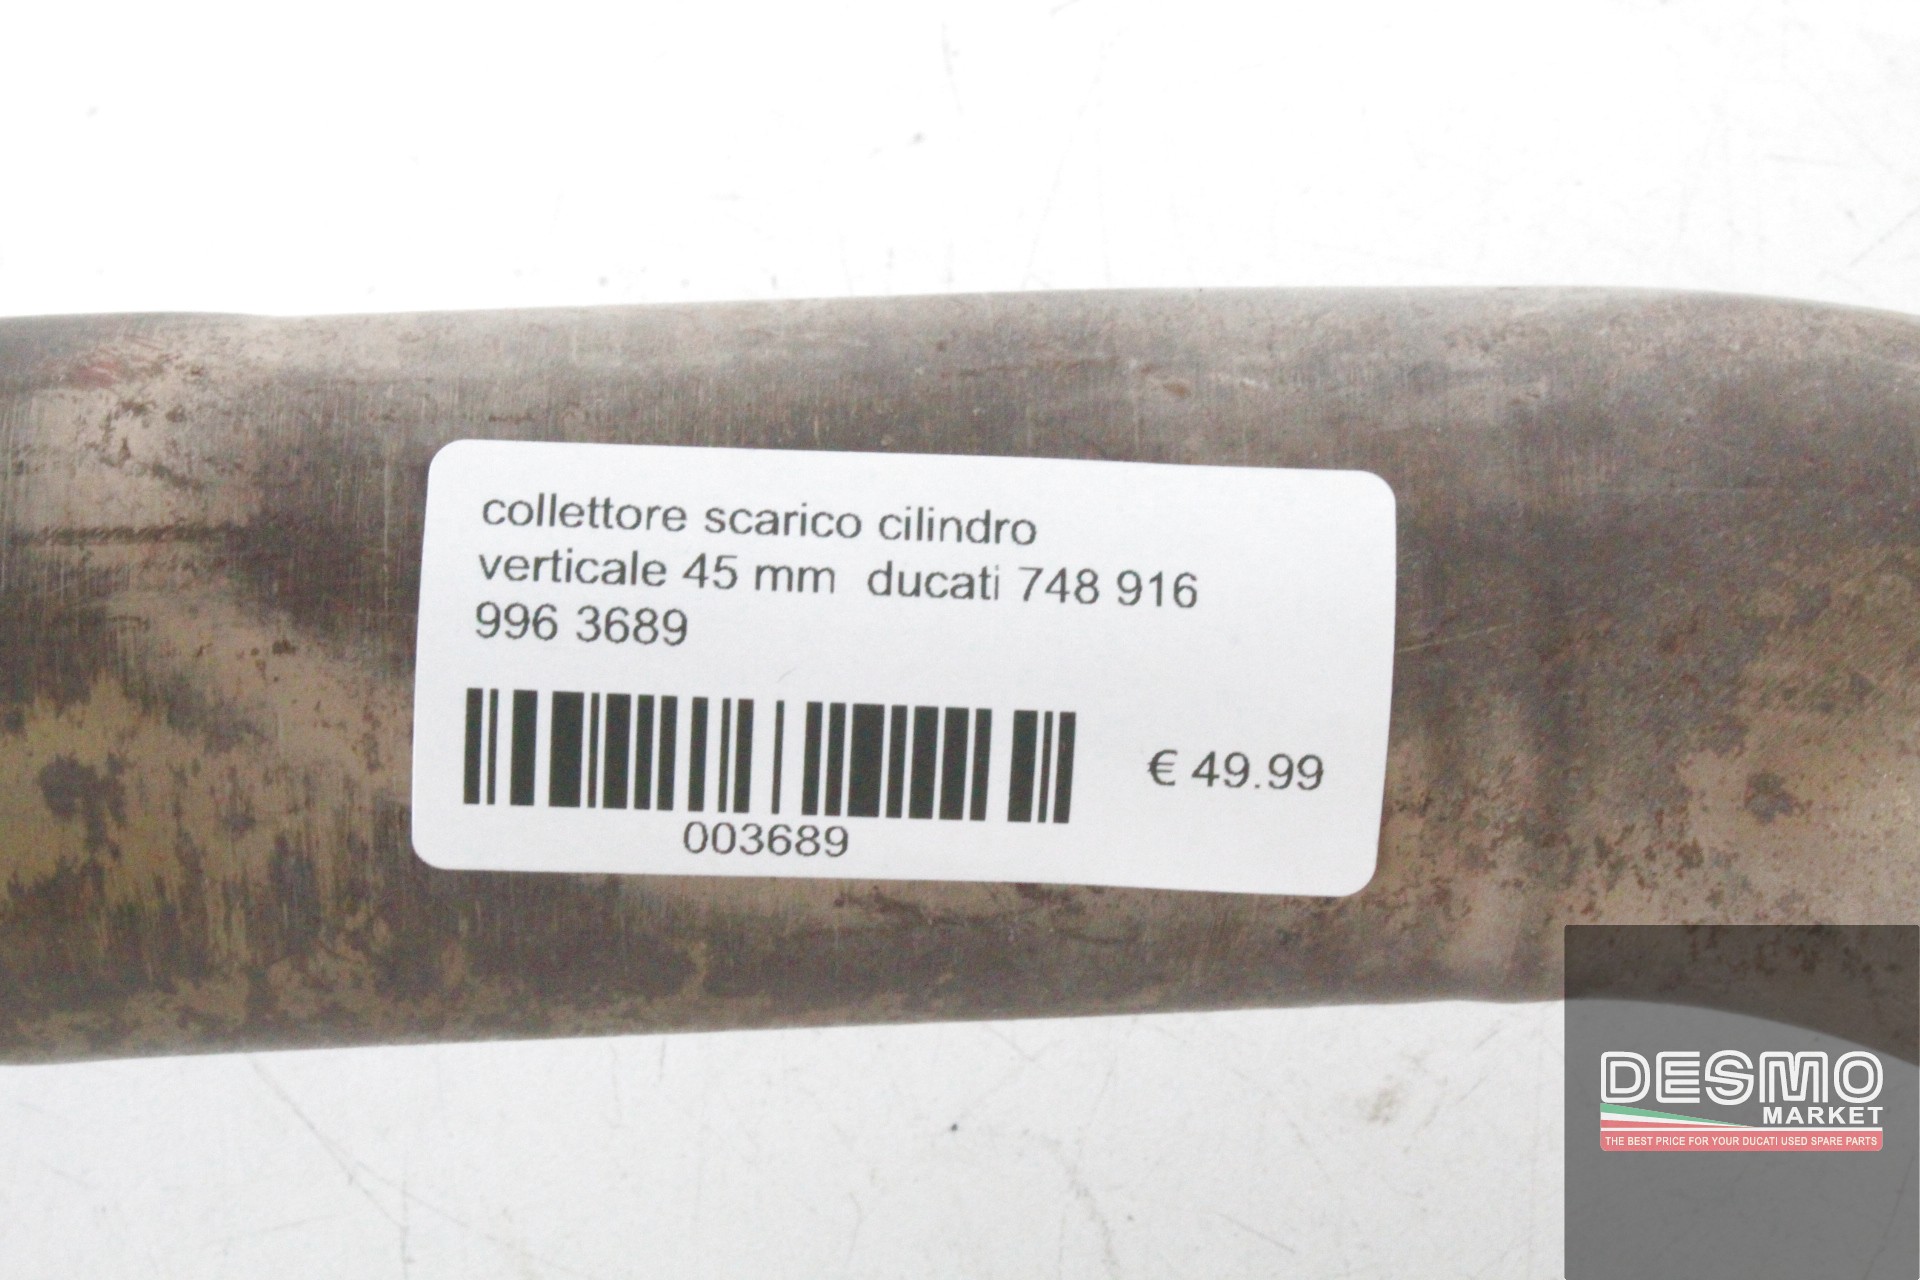 collettore scarico cilindro
verticale 45 mm  ducati 748 916
996 3689
€ 49.99
003689
DESMO
MARKET
THE BEST PRICE FOR YOUR DUCATI USED SPARE PARTS